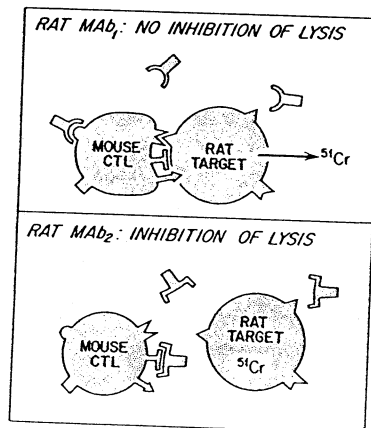 RAT MAb₁: NO INHIBITION OF LYSIS
MOUSE
CTL
RAT
TARGET
⁵¹Cr
RAT MAb₂: INHIBITION OF LYSIS
MOUSE
CTL
RAT
TARGET
⁵¹Cr